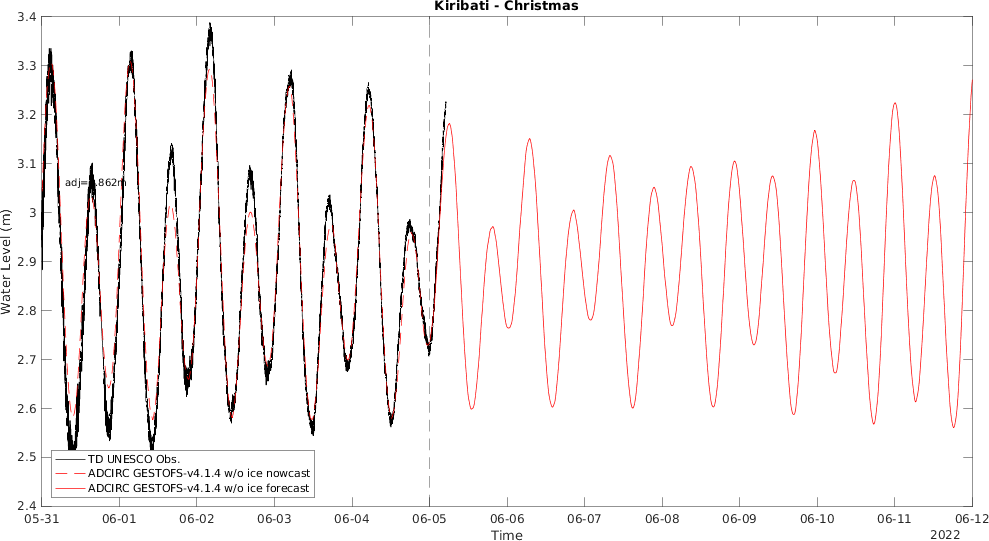 Kiribati - Christmas
3.4
3.3
3.2
3.1
3
2.9
2.8
2.7
2.6
2.5
2.4
Water Level (m)
TD UNESCO Obs.
ADCIRC GESTOFS-v4.1.4 w/o ice nowcast
ADCIRC GESTOFS-v4.1.4 w/o ice forecast
05-31 06-01 06-02 06-03 06-04 06-05 06-06 06-07 06-08 06-09 06-10 06-11 06-12
Time
2022